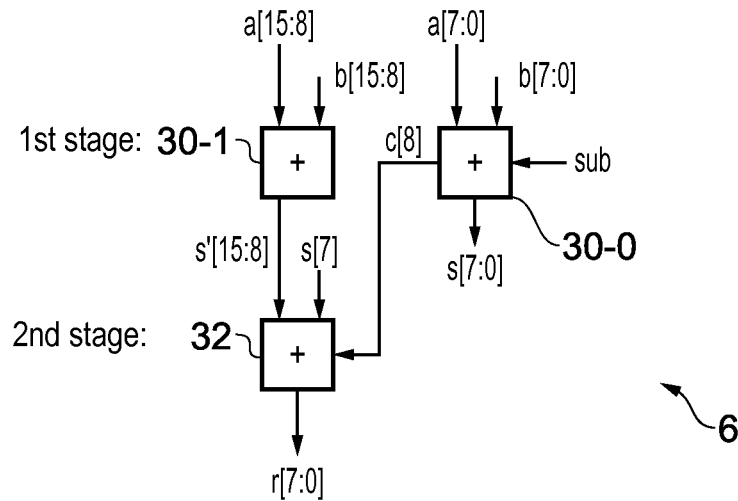 a[15:8] a[7:0]
b[15:8] b[7:0]
1st stage: 30-1 + c[8] + sub
s'[15:8] s[7] s[7:0] 30-0
2nd stage: 32 +
6
r[7:0]